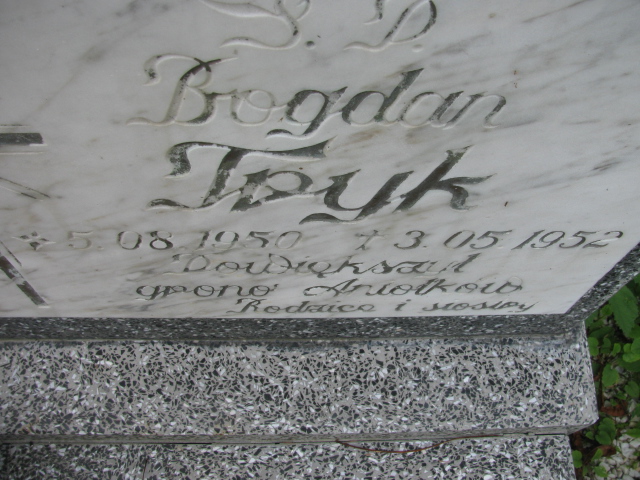 Ś. P.
Bogdan
Tryk
* 5. 08 1950 † 3. 05 1952
Powiększył
grono Aniołków
Rodzice i siostry